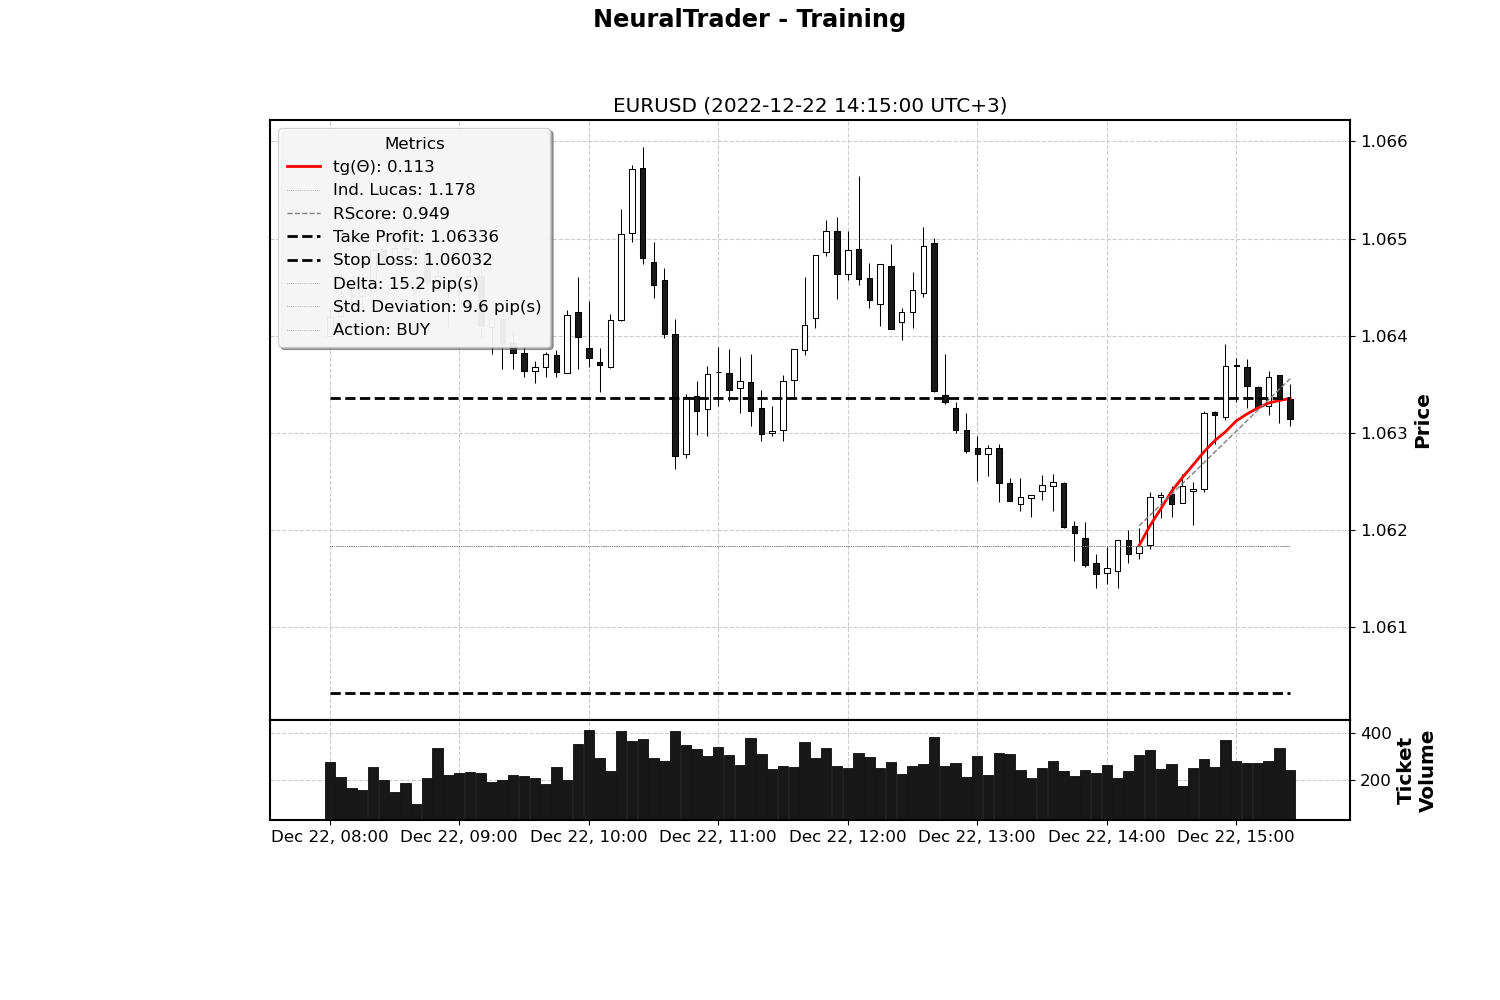 NeuralTrader - Training
EURUSD (2022-12-22 14:15:00 UTC+3)
Metrics
tg(Θ): 0.113
Ind. Lucas: 1.178
RScore: 0.949
Take Profit: 1.06336
Stop Loss: 1.06032
Delta: 15.2 pip(s)
Std. Deviation: 9.6 pip(s)
Action: BUY
1.066
1.065
1.064
1.063
1.062
1.061
Price
400
200
Ticket
Volume
Dec 22, 08:00
Dec 22, 09:00
Dec 22, 10:00
Dec 22, 11:00
Dec 22, 12:00
Dec 22, 13:00
Dec 22, 14:00
Dec 22, 15:00